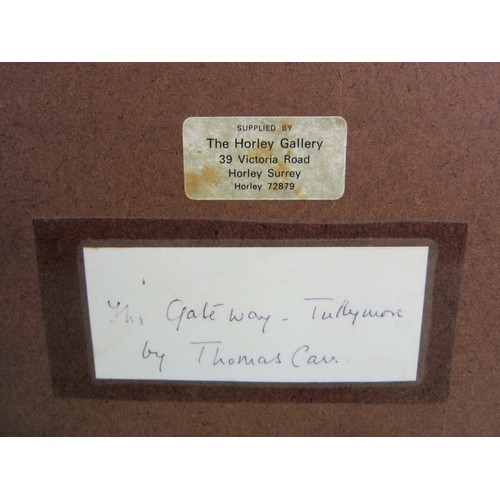 SUPPLIED BY
The Horley Gallery
39 Victoria Road
Horley Surrey
Horley 72879
The Gateway - Tullymore
by Thomas Carr.